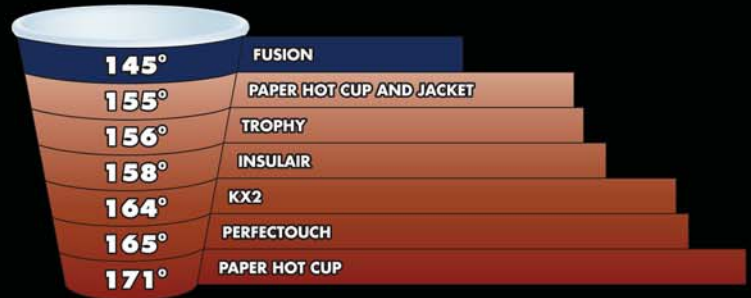 145° FUSION
155° PAPER HOT CUP AND JACKET
156° TROPHY
158° INSULAIR
164° KX2
165° PERFECTOUCH
171° PAPER HOT CUP